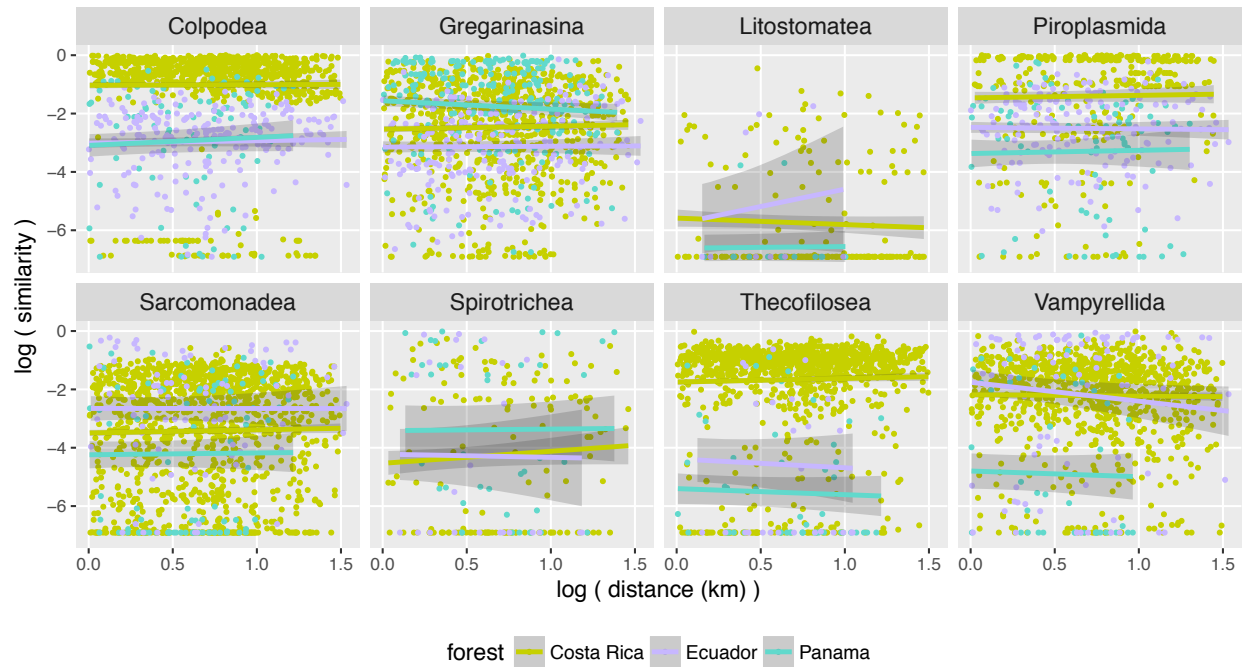 Colpodea Gregarinasina Litostomatea Piroplasmida
0
−2
−4
−6
Sarcomonadea Spirotrichea Thecofilosea Vampyrellida
0
−2
−4
−6
log ( similarity )
0.0 0.5 1.0 1.5 0.0 0.5 1.0 1.5 0.0 0.5 1.0 1.5 0.0 0.5 1.0 1.5
log ( distance (km) )
forest Costa Rica Ecuador Panama